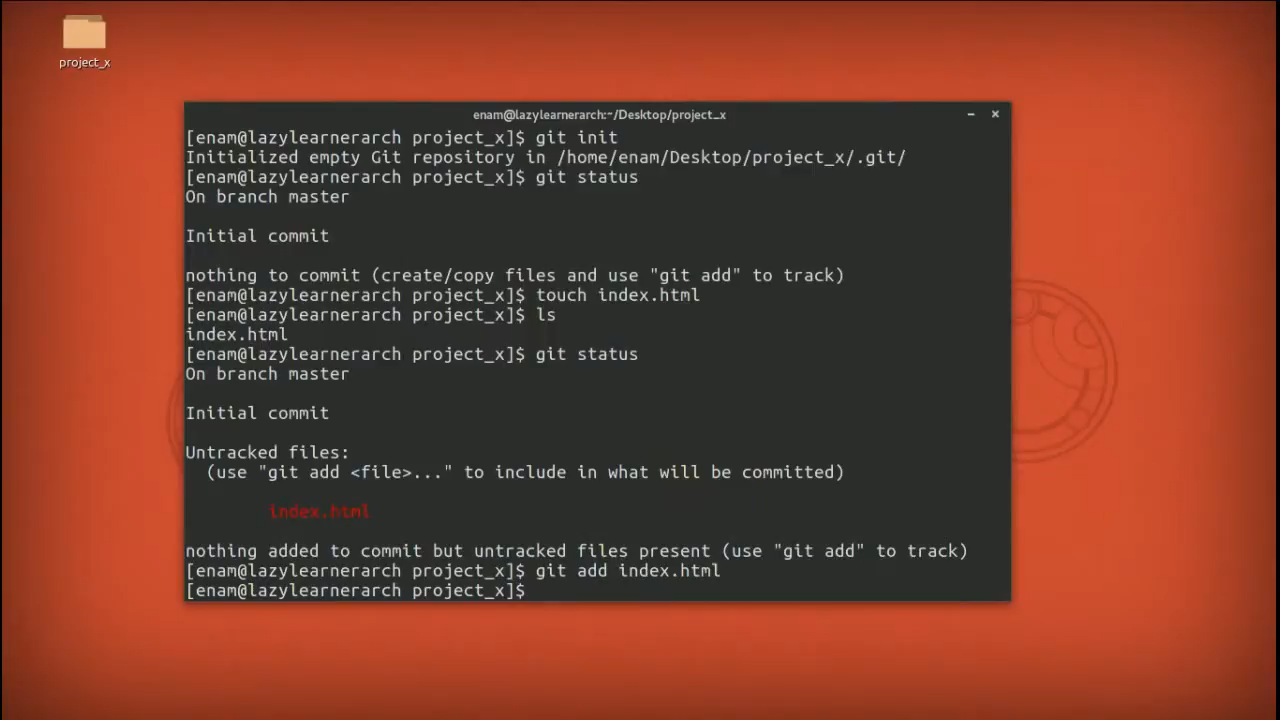 project_x
enam@lazylearnerarch:~/Desktop/project_x
[enam@lazylearnerarch project_x]$ git init
Initialized empty Git repository in /home/enam/Desktop/project_x/.git/
[enam@lazylearnerarch project_x]$ git status
On branch master
Initial commit
nothing to commit (create/copy files and use "git add" to track)
[enam@lazylearnerarch project_x]$ touch index.html
[enam@lazylearnerarch project_x]$ ls
index.html
[enam@lazylearnerarch project_x]$ git status
On branch master
Initial commit
Untracked files:
(use "git add <file>..." to include in what will be committed)
index.html
nothing added to commit but untracked files present (use "git add" to track)
[enam@lazylearnerarch project_x]$ git add index.html
[enam@lazylearnerarch project_x]$